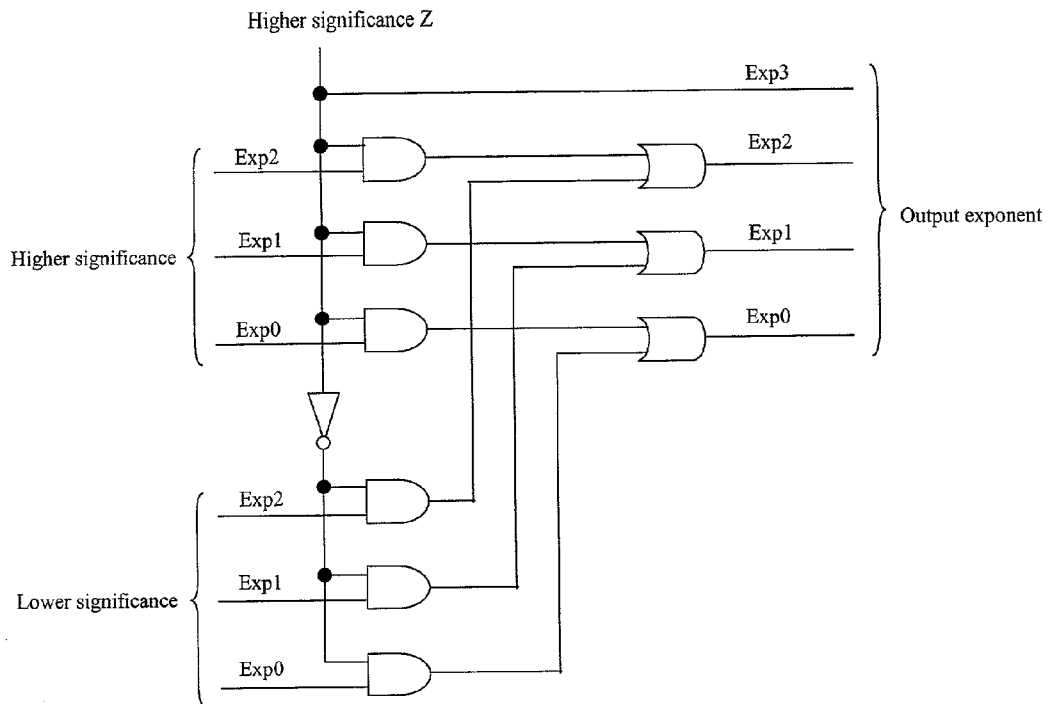 Higher significance Z
Exp3
Exp2
Exp2
Exp1
Exp1
Output exponent
Higher significance
Exp0
Exp0
Exp2
Exp1
Lower significance
Exp0